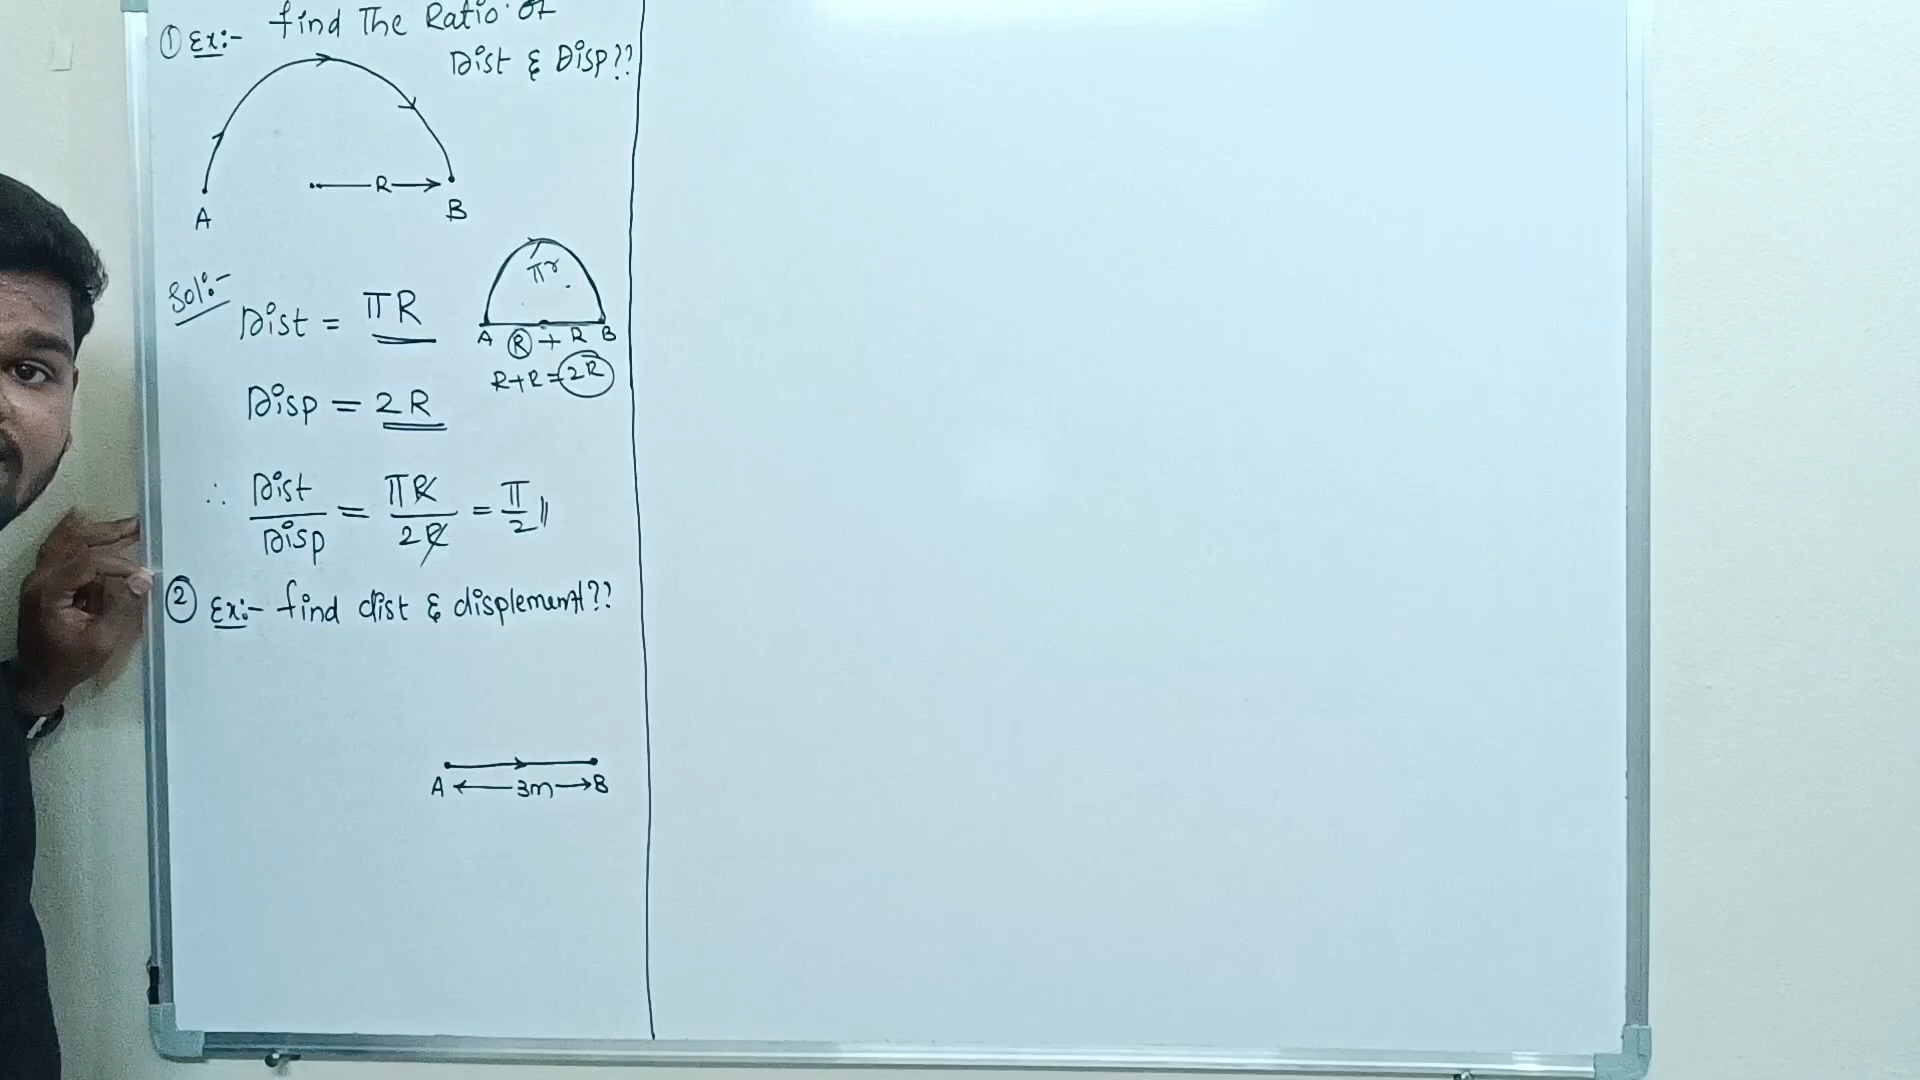 ① Ex:- find The Ratio of
Dist & Disp??
R
A
B
Sol:-
Dist = πR
πr
A R + R B
R+R=2R
Disp = 2R
∴ Dist/Disp = πR/2R = π/2
② Ex:- find dist & displement??
A 3m B